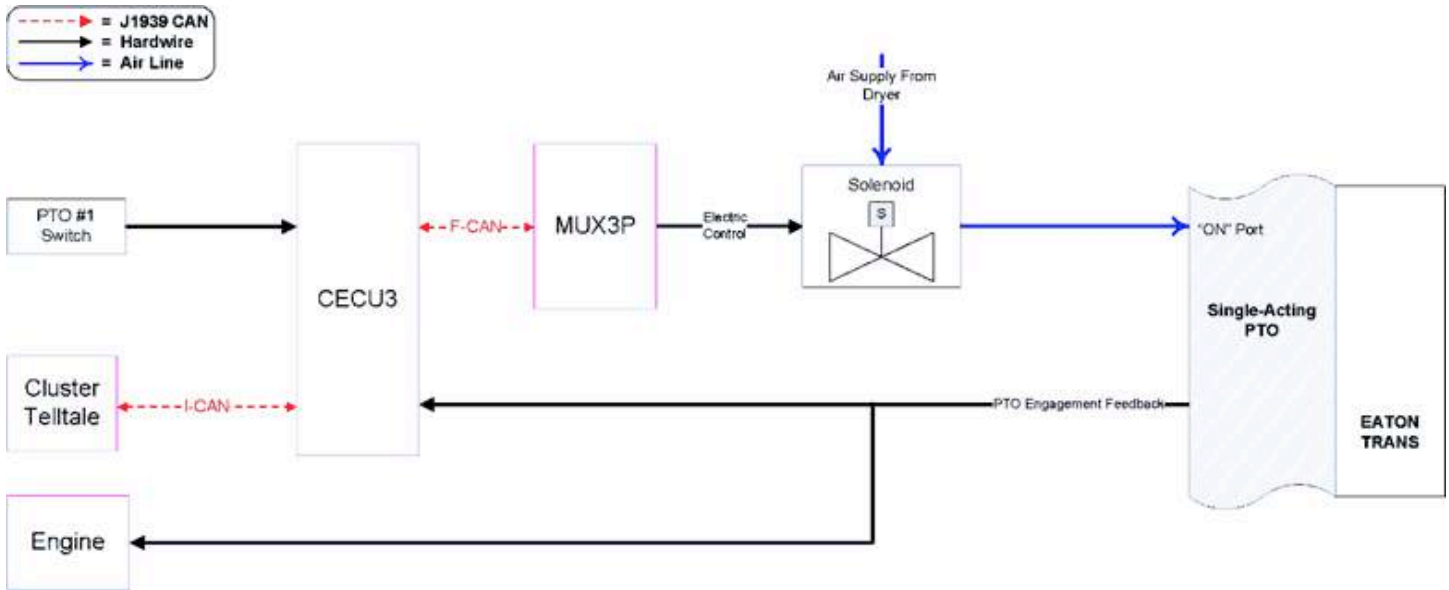 = J1939 CAN
= Hardwire
= Air Line
Air Supply From
Dryer
PTO #1
Switch
CECU3
F-CAN
MUX3P
Electric
Control
Solenoid
S
"ON" Port
Single-Acting
PTO
Cluster
Telltale
I-CAN
PTO Engagement Feedback
EATON
TRANS
Engine